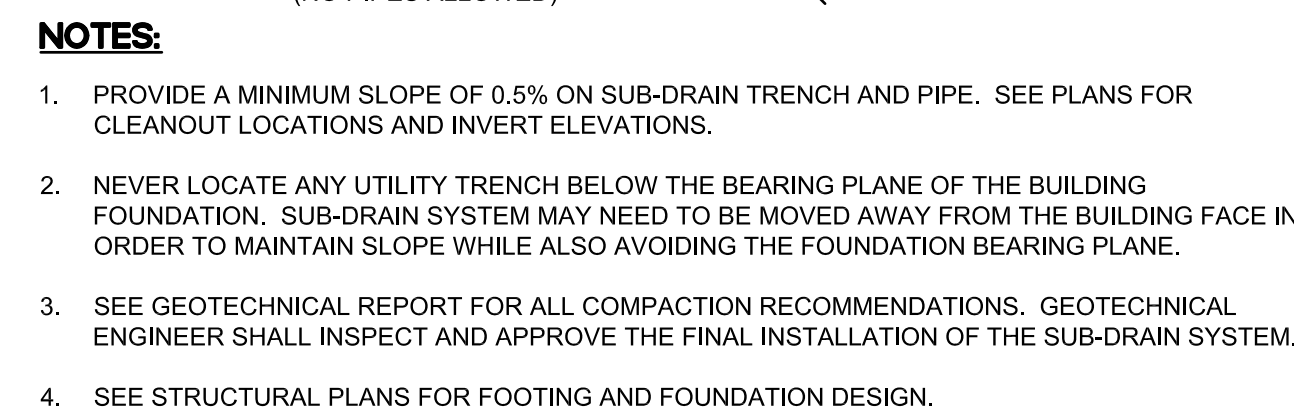 (NO PIPES ALLOWED)
NOTES:
1. PROVIDE A MINIMUM SLOPE OF 0.5% ON SUB-DRAIN TRENCH AND PIPE. SEE PLANS FOR
CLEANOUT LOCATIONS AND INVERT ELEVATIONS.
2. NEVER LOCATE ANY UTILITY TRENCH BELOW THE BEARING PLANE OF THE BUILDING
FOUNDATION. SUB-DRAIN SYSTEM MAY NEED TO BE MOVED AWAY FROM THE BUILDING FACE IN
ORDER TO MAINTAIN SLOPE WHILE ALSO AVOIDING THE FOUNDATION BEARING PLANE.
3. SEE GEOTECHNICAL REPORT FOR ALL COMPACTION RECOMMENDATIONS. GEOTECHNICAL
ENGINEER SHALL INSPECT AND APPROVE THE FINAL INSTALLATION OF THE SUB-DRAIN SYSTEM.
4. SEE STRUCTURAL PLANS FOR FOOTING AND FOUNDATION DESIGN.